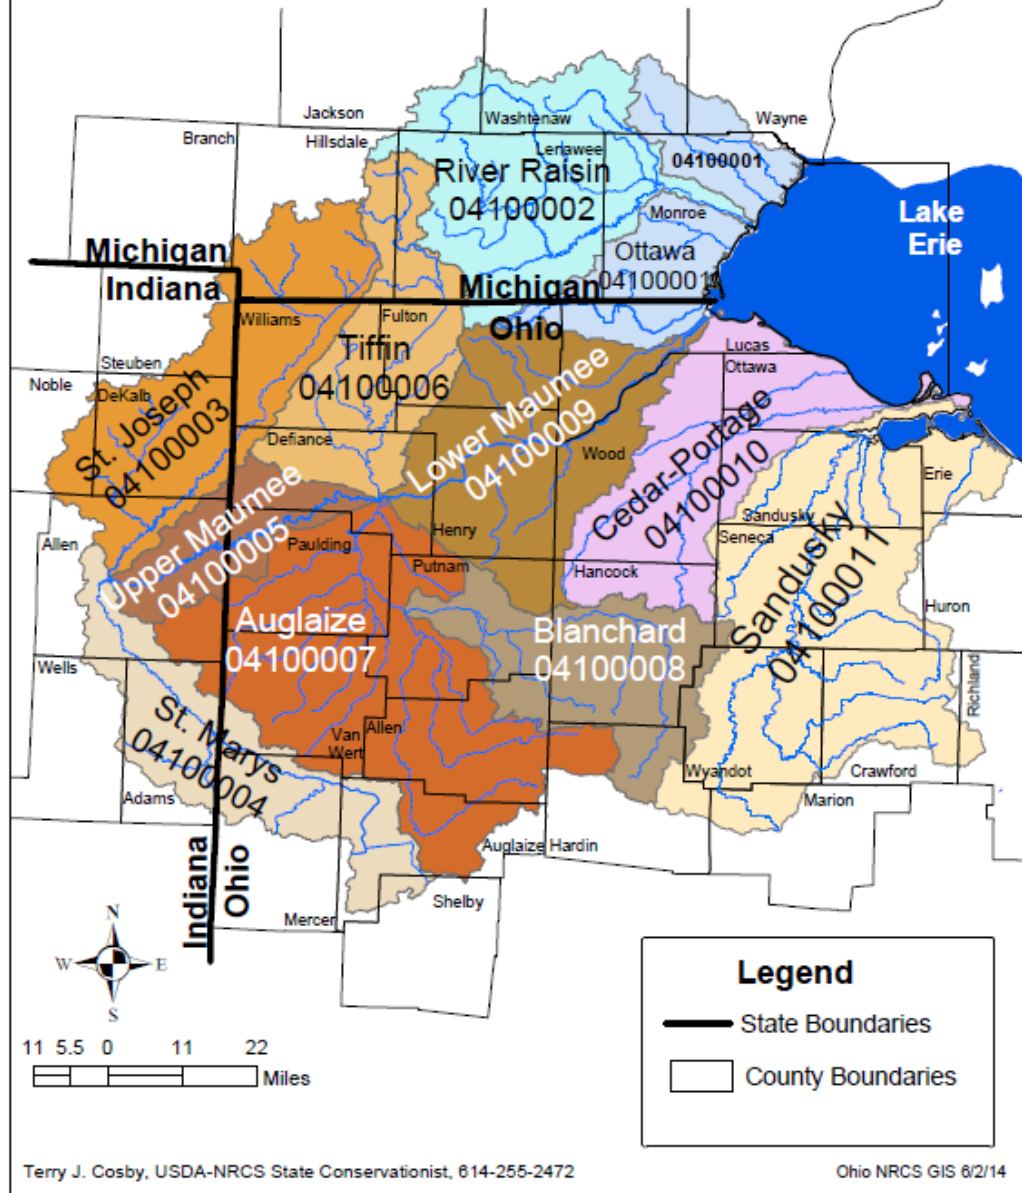 Jackson
Washtenaw
Wayne
Branch
Hillsdale
Lenawee
04100001
River Raisin
04100002
Monroe
Lake
Erie
Ottawa
04100001
Michigan
Indiana
Michigan
Ohio
Williams
Fulton
Lucas
Ottawa
Tiffin
04100006
Steuben
Noble
DeKalb
St. Joseph
04100003
Defiance
Lower Maumee
04100009
Wood
Cedar-Portage
04100010
Erie
Upper Maumee
04100005
Sandusky
Seneca
Henry
Allen
Paulding
Putnam
Hancock
Sandusky
04100011
Huron
Auglaize
04100007
Blanchard
04100008
Wells
Richland
St. Marys
04100004
Van
Wert
Allen
Wyandot
Crawford
Adams
Marion
Auglaize
Hardin
Indiana
Ohio
Shelby
Mercer
N
W
E
S
Legend
State Boundaries
County Boundaries
11 5.5 0 11 22
Miles
Terry J. Cosby, USDA-NRCS State Conservationist, 614-255-2472
Ohio NRCS GIS 6/2/14